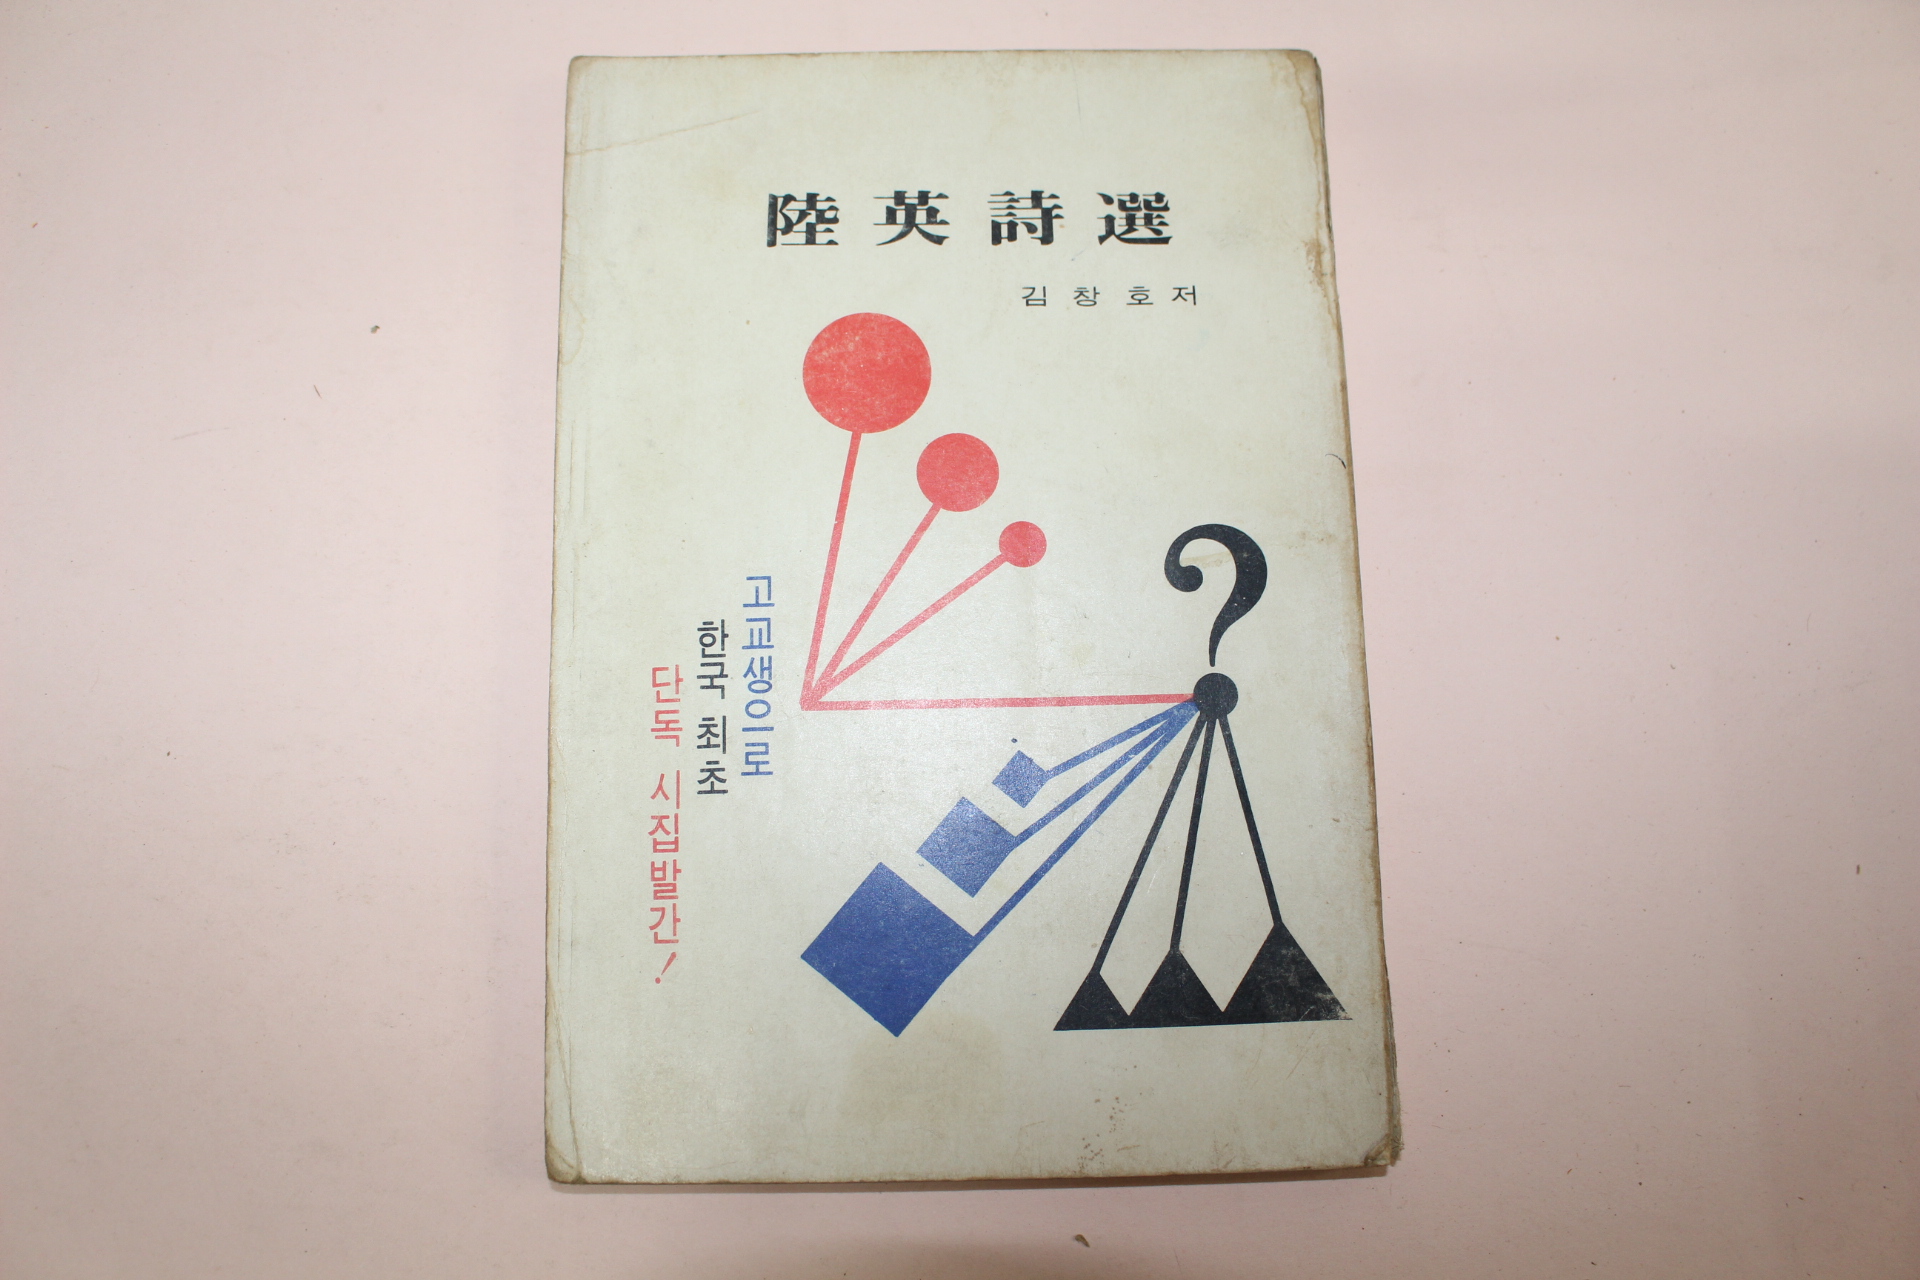 陸英詩選
김창호저
고교생으로
한국 최초
단독 시집발간!
?